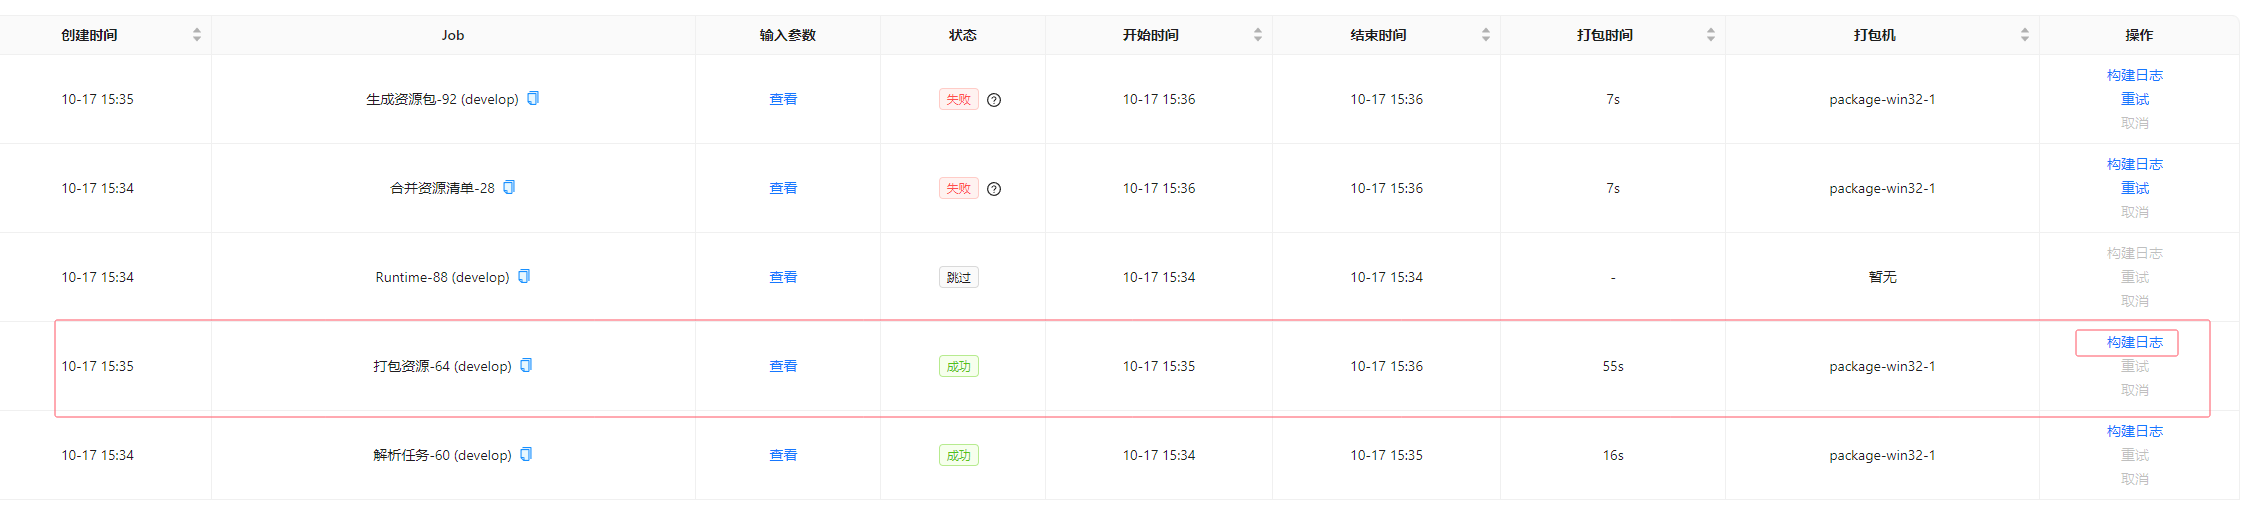 创建时间 Job 输入参数 状态 开始时间 结束时间 打包时间 打包机 操作
10-17 15:35 生成资源包-92 (develop) 查看 失败 10-17 15:36 10-17 15:36 7s package-win32-1 构建日志
重试
取消
10-17 15:34 合并资源清单-28 查看 失败 10-17 15:36 10-17 15:36 7s package-win32-1 构建日志
重试
取消
10-17 15:34 Runtime-88 (develop) 查看 跳过 10-17 15:34 10-17 15:34 - 暂无 构建日志
重试
取消
10-17 15:35 打包资源-64 (develop) 查看 成功 10-17 15:35 10-17 15:36 55s package-win32-1 构建日志
重试
取消
10-17 15:34 解析任务-60 (develop) 查看 成功 10-17 15:34 10-17 15:35 16s package-win32-1 构建日志
重试
取消